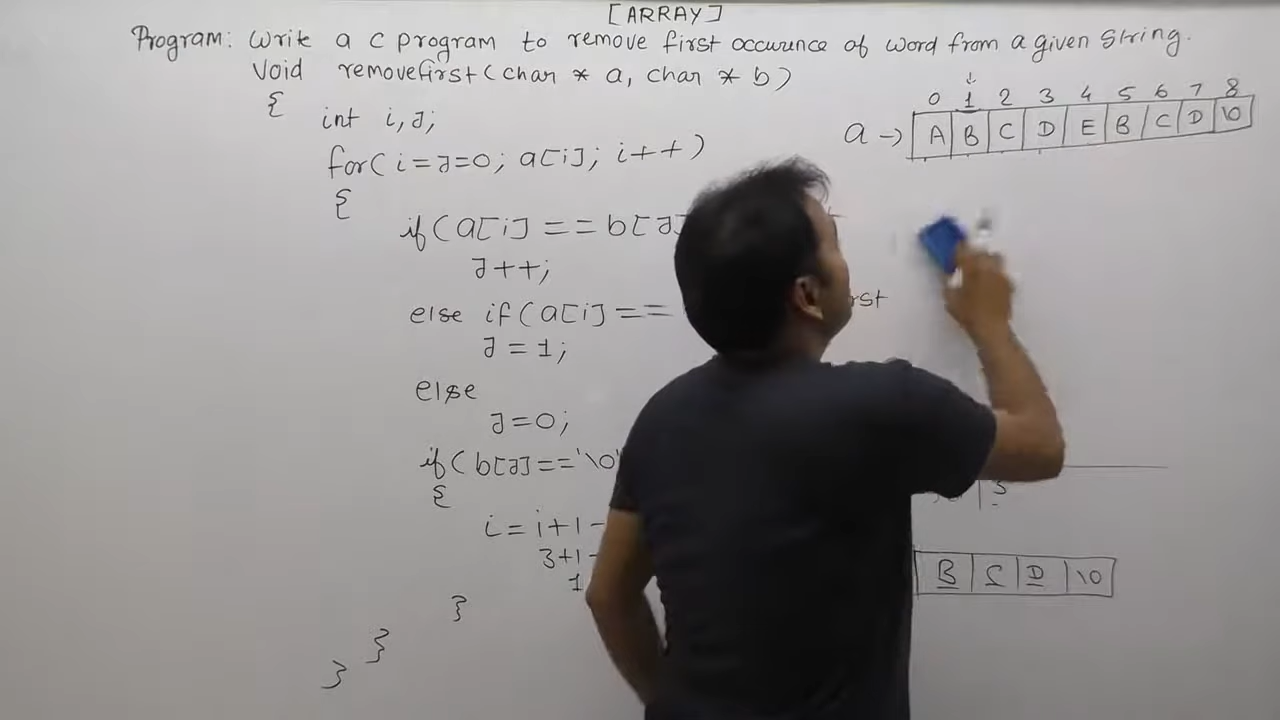 [ARRAY]
Program: Write a c program to remove first occurence of word from a given string.
Void removefirst(char * a, char * b)
{
int i,J;
for(i=J=0; a[i]; i++)
{
if(a[i]==b[J]
J++;
else if(a[i]==
J=1;
else
J=0;
if(b[J]=='\0'
{
i=i+1-
3+1-
1
}
}
}
0 1 2 3 4 5 6 7 8
a→ A B C D E B C D \0
B C D \0